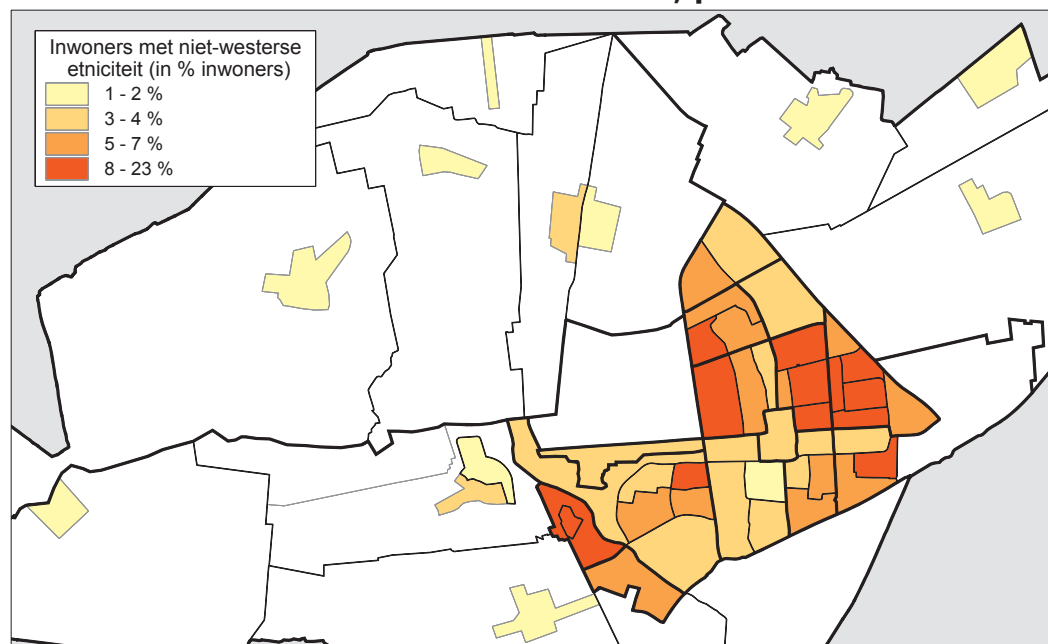 Inwoners met niet-westerse
etniciteit (in % inwoners)
1 - 2 %
3 - 4 %
5 - 7 %
8 - 23 %